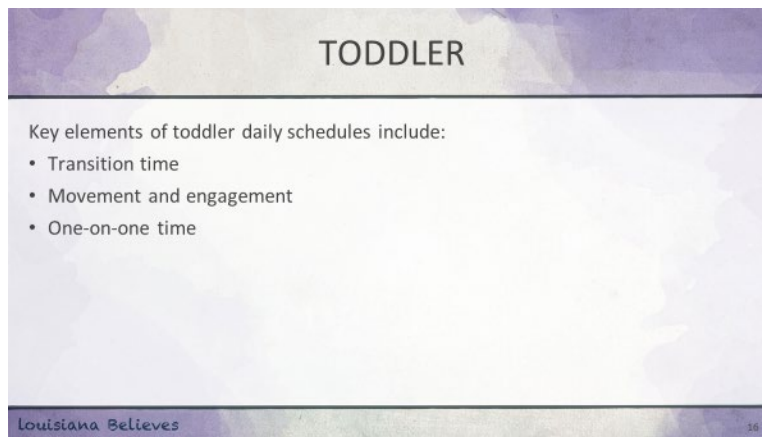 TODDLER
Key elements of toddler daily schedules include:
• Transition time
• Movement and engagement
• One-on-one time
Louisiana Believes
16